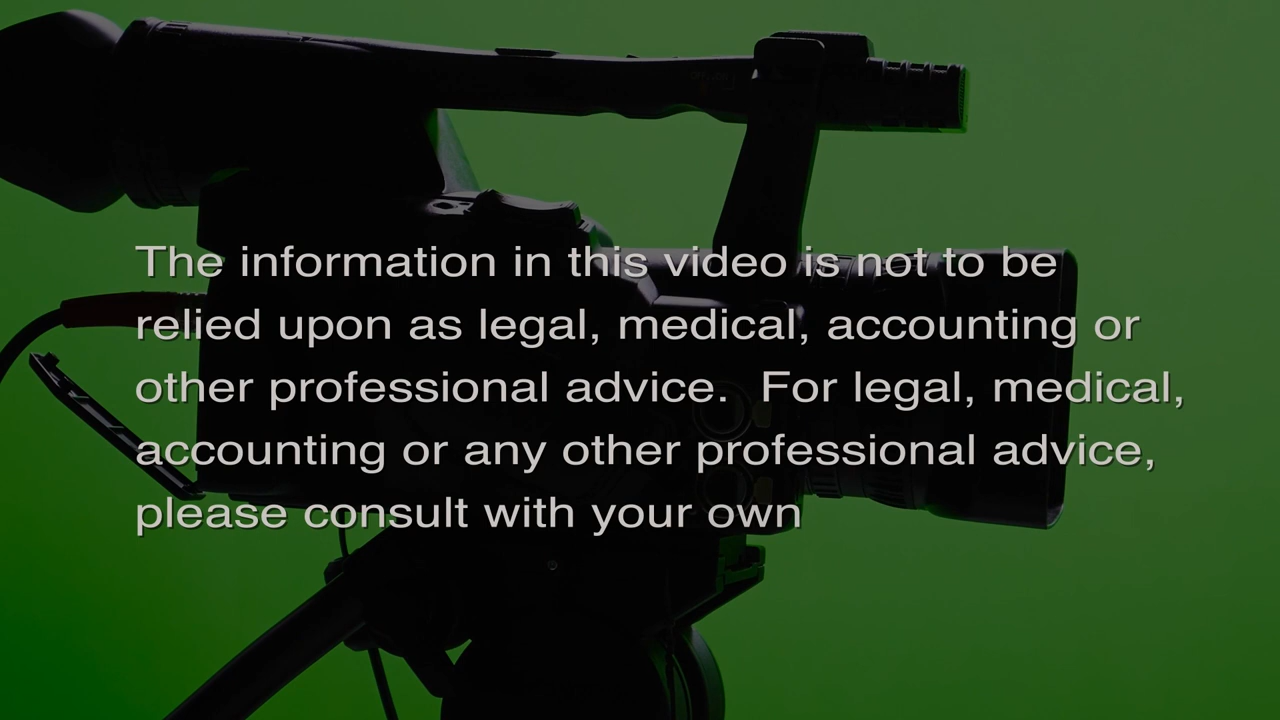 The information in this video is not to be
relied upon as legal, medical, accounting or
other professional advice.  For legal, medical,
accounting or any other professional advice,
please consult with your own